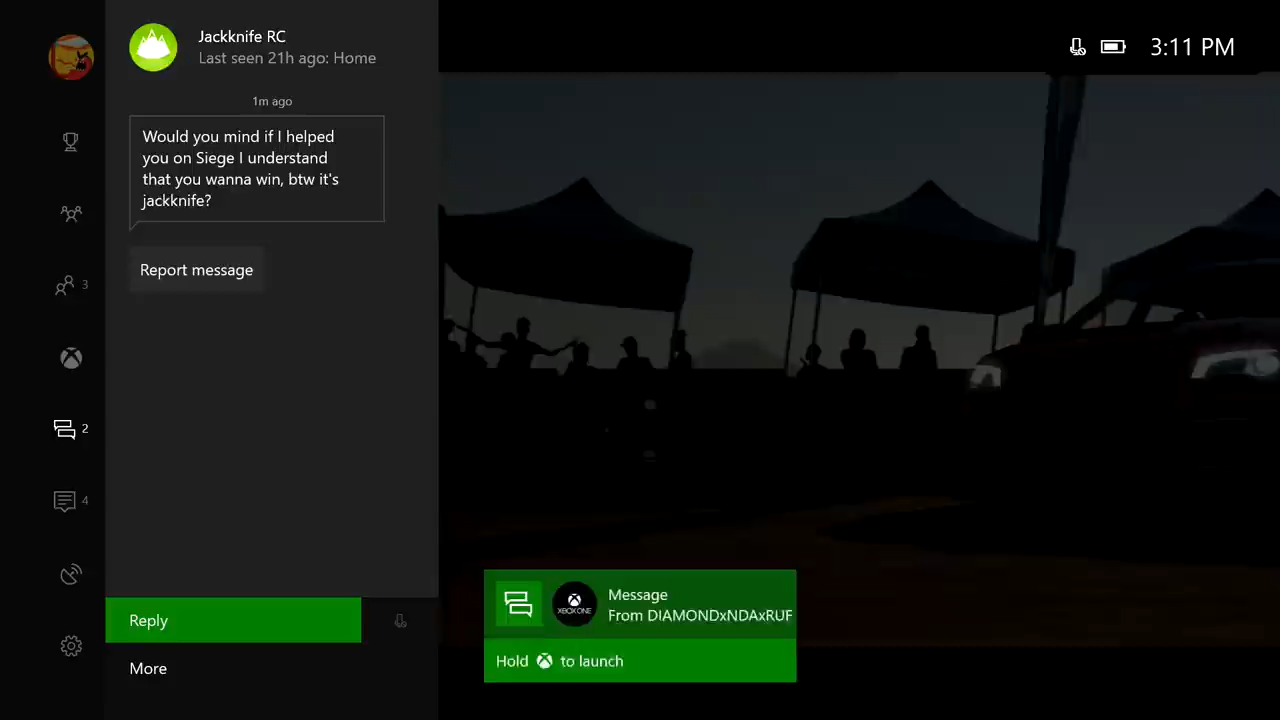 Jackknife RC
Last seen 21h ago: Home
3:11 PM
1m ago
Would you mind if I helped
you on Siege I understand
that you wanna win, btw it's
jackknife?
Report message
3
2
4
Reply
More
XBOX ONE
Message
From DIAMONDxNDAxRUF
Hold to launch